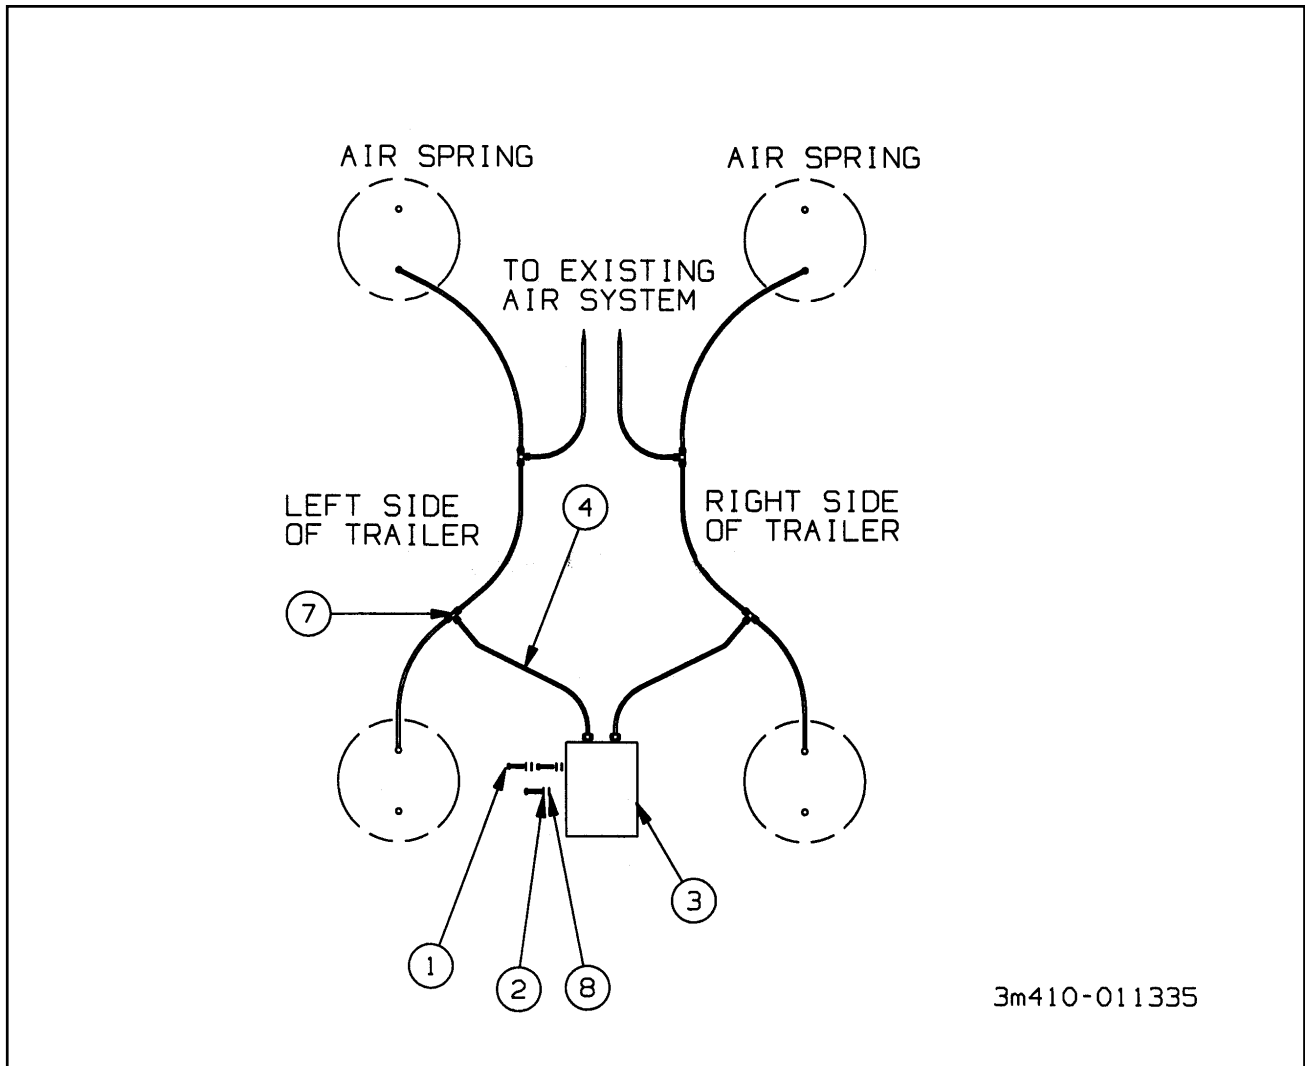 AIR SPRING
AIR SPRING
TO EXISTING
AIR SYSTEM
LEFT SIDE
OF TRAILER
4
RIGHT SIDE
OF TRAILER
7
3
1
2
8
3m410-011335